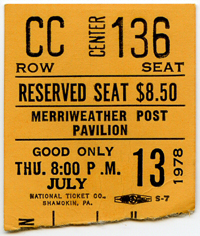 CC CENTER 136
ROW SEAT
RESERVED SEAT $8.50
MERRIWEATHER POST
PAVILION
GOOD ONLY
THU. 8:00 P.M. 13 1978
JULY
NATIONAL TICKET CO.
SHAMOKIN, PA. S-7